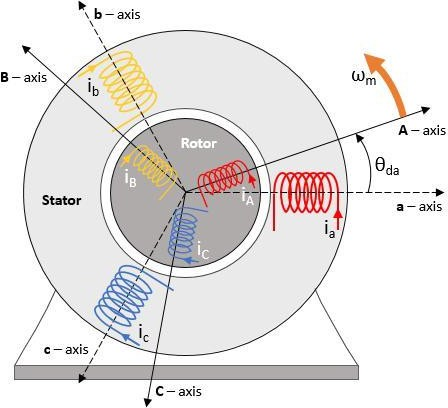 b – axis
B – axis
ωm
A – axis
ib
Rotor
θda
iB
iA
Stator
a – axis
ia
iC
ic
c – axis
C – axis